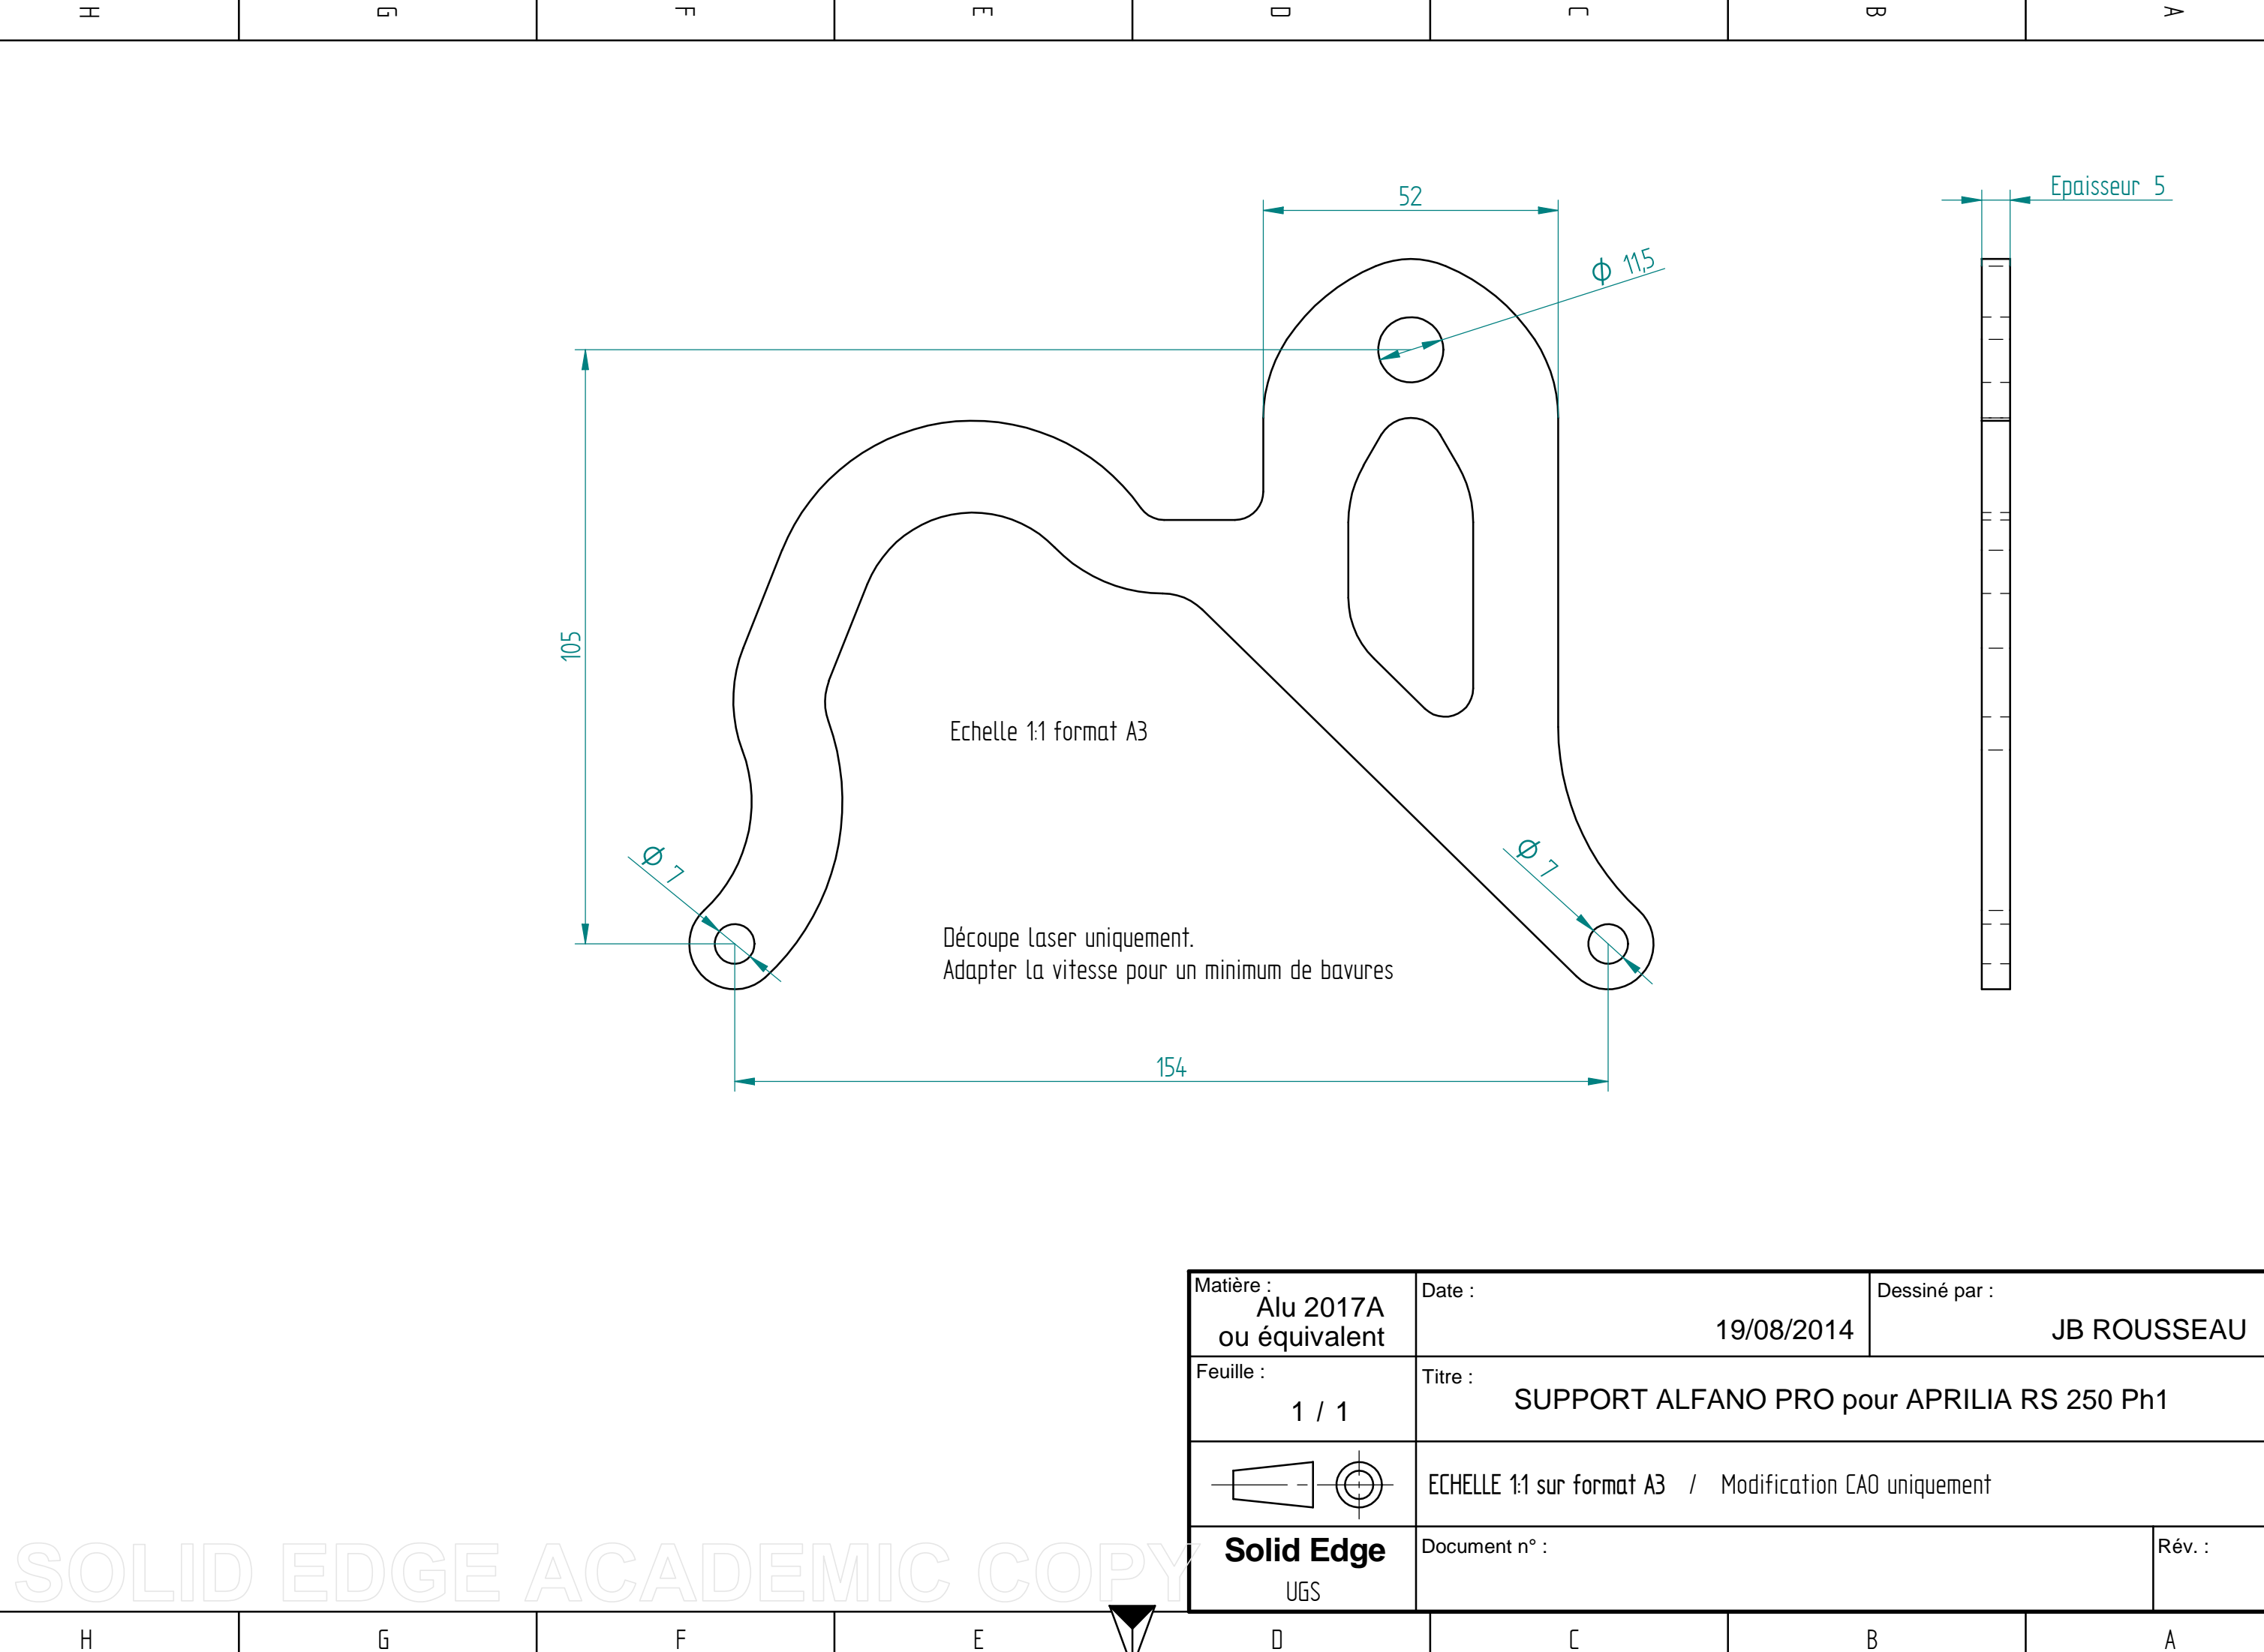 H G F E D C B A
52
Epaisseur 5
ϕ 11,5
105
Echelle 1:1 format A3
Ø 7
Ø 7
Découpe laser uniquement.
Adapter la vitesse pour un minimum de bavures
154
Matière :
Alu 2017A
ou équivalent
Date :
19/08/2014
Dessiné par :
JB ROUSSEAU
Feuille :
1 / 1
Titre :
SUPPORT ALFANO PRO pour APRILIA RS 250 Ph1
ECHELLE 1:1 sur format A3 / Modification CAO uniquement
SOLID EDGE ACADEMIC COPY
Solid Edge
UGS
Document n° :
Rév. :
H G F E D C B A